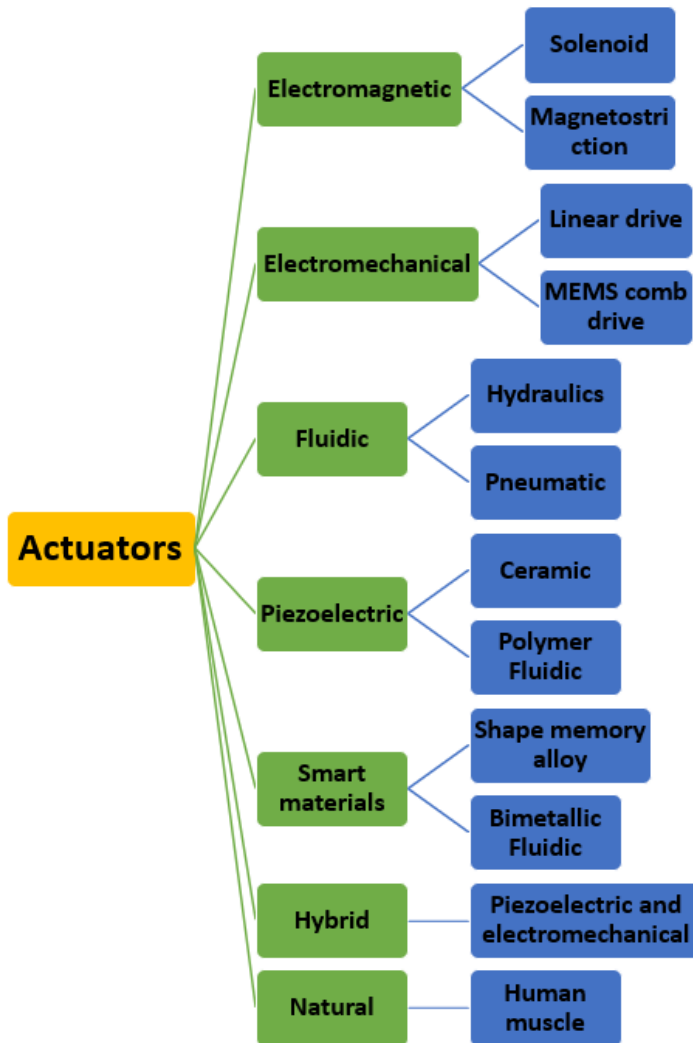 Actuators
Electromagnetic
Solenoid
Magnetostri
ction
Electromechanical
Linear drive
MEMS comb
drive
Fluidic
Hydraulics
Pneumatic
Piezoelectric
Ceramic
Polymer
Fluidic
Smart
materials
Shape memory
alloy
Bimetallic
Fluidic
Hybrid
Piezoelectric and
electromechanical
Natural
Human
muscle